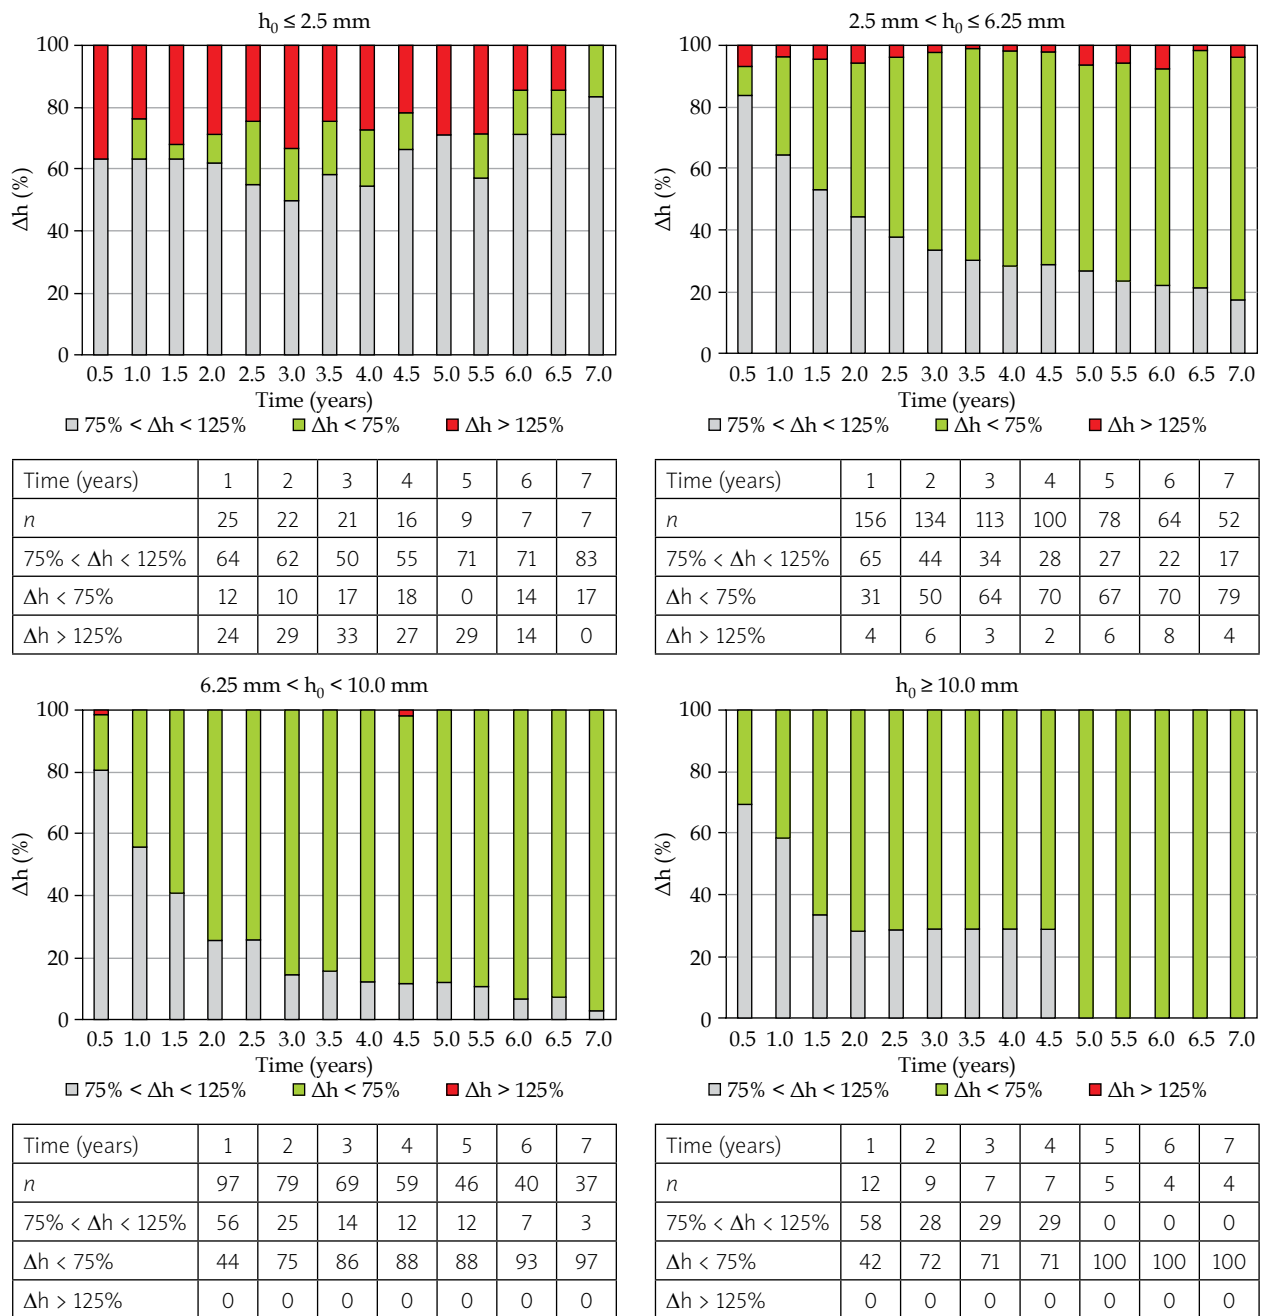 h₀ ≤ 2.5 mm
100
80
60
40
20
0
Δh (%)
0.5 1.0 1.5 2.0 2.5 3.0 3.5 4.0 4.5 5.0 5.5 6.0 6.5 7.0
Time (years)
75% < Δh < 125% Δh < 75% Δh > 125%
Time (years) 1 2 3 4 5 6 7
n 25 22 21 16 9 7 7
75% < Δh < 125% 64 62 50 55 71 71 83
Δh < 75% 12 10 17 18 0 14 17
Δh > 125% 24 29 33 27 29 14 0
2.5 mm < h₀ ≤ 6.25 mm
100
80
60
40
20
0
Δh (%)
0.5 1.0 1.5 2.0 2.5 3.0 3.5 4.0 4.5 5.0 5.5 6.0 6.5 7.0
Time (years)
75% < Δh < 125% Δh < 75% Δh > 125%
Time (years) 1 2 3 4 5 6 7
n 156 134 113 100 78 64 52
75% < Δh < 125% 65 44 34 28 27 22 17
Δh < 75% 31 50 64 70 67 70 79
Δh > 125% 4 6 3 2 6 8 4
6.25 mm < h₀ < 10.0 mm
100
80
60
40
20
0
Δh (%)
0.5 1.0 1.5 2.0 2.5 3.0 3.5 4.0 4.5 5.0 5.5 6.0 6.5 7.0
Time (years)
75% < Δh < 125% Δh < 75% Δh > 125%
Time (years) 1 2 3 4 5 6 7
n 97 79 69 59 46 40 37
75% < Δh < 125% 56 25 14 12 12 7 3
Δh < 75% 44 75 86 88 88 93 97
Δh > 125% 0 0 0 0 0 0 0
h₀ ≥ 10.0 mm
100
80
60
40
20
0
Δh (%)
0.5 1.0 1.5 2.0 2.5 3.0 3.5 4.0 4.5 5.0 5.5 6.0 6.5 7.0
Time (years)
75% < Δh < 125% Δh < 75% Δh > 125%
Time (years) 1 2 3 4 5 6 7
n 12 9 7 7 5 4 4
75% < Δh < 125% 58 28 29 29 0 0 0
Δh < 75% 42 72 71 71 100 100 100
Δh > 125% 0 0 0 0 0 0 0